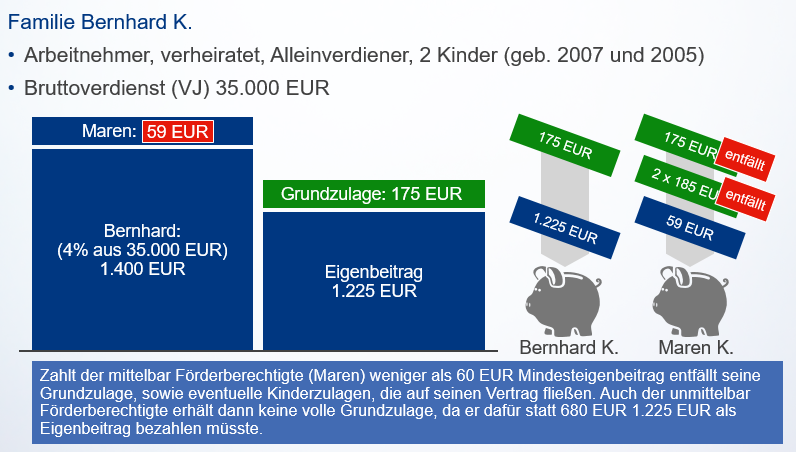 Familie Bernhard K.
• Arbeitnehmer, verheiratet, Alleinverdiener, 2 Kinder (geb. 2007 und 2005)
• Bruttoverdienst (VJ) 35.000 EUR
Maren: 59 EUR
Bernhard:
(4% aus 35.000 EUR)
1.400 EUR
Grundzulage: 175 EUR
Eigenbeitrag
1.225 EUR
175 EUR
1.225 EUR
Bernhard K.
175 EUR
entfällt
2 x 185 EU
entfällt
59 EUR
Maren K.
Zahlt der mittelbar Förderberechtigte (Maren) weniger als 60 EUR Mindesteigenbeitrag entfällt seine
Grundzulage, sowie eventuelle Kinderzulagen, die auf seinen Vertrag fließen. Auch der unmittelbar
Förderberechtigte erhält dann keine volle Grundzulage, da er dafür statt 680 EUR 1.225 EUR als
Eigenbeitrag bezahlen müsste.